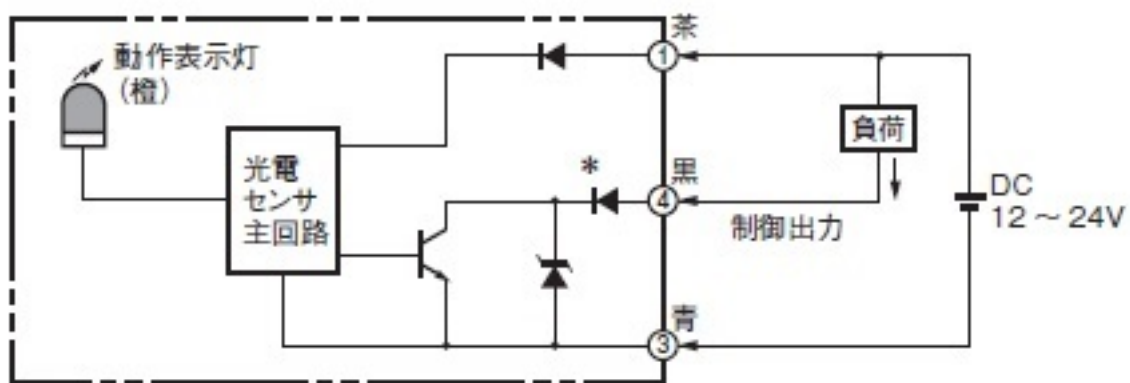 動作表示灯
(橙)
光電
センサ
主回路
*
茶
①
負荷
黒
④
制御出力
DC
12 ~ 24V
青
③